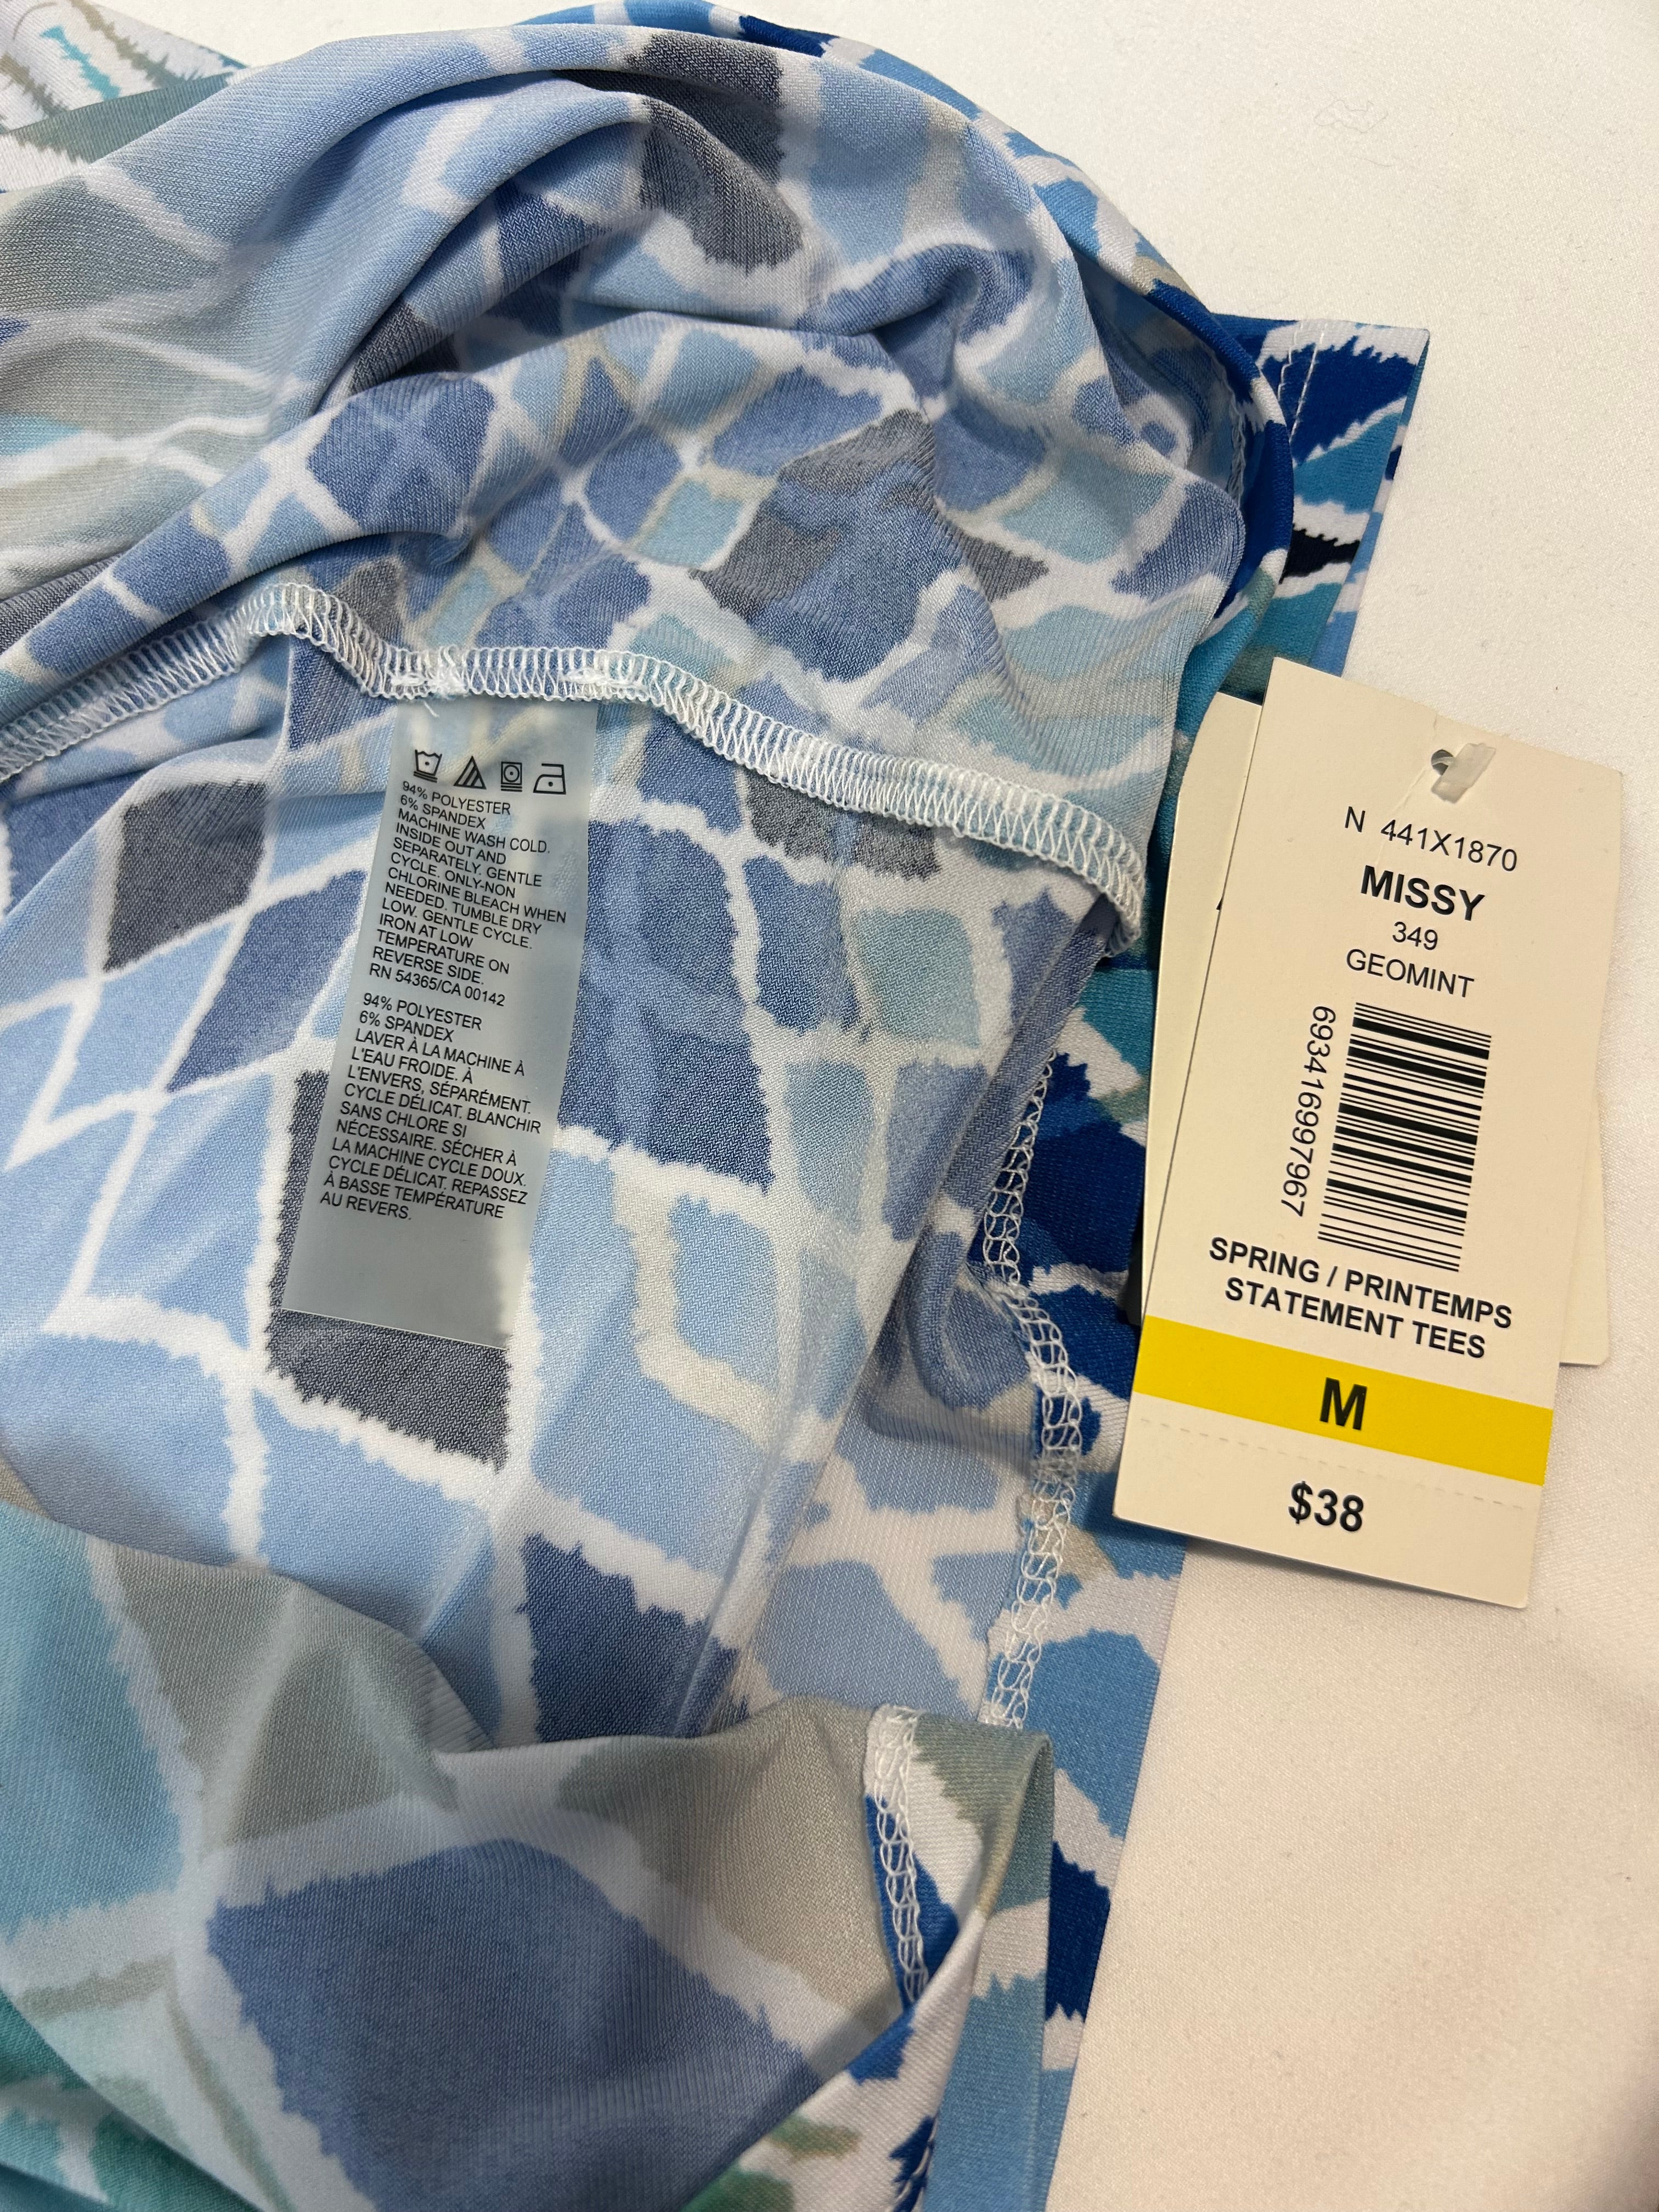 94% POLYESTER
6% SPANDEX
MACHINE WASH COLD.
INSIDE OUT AND
SEPARATELY. GENTLE
CYCLE. ONLY-NON
CHLORINE BLEACH WHEN
NEEDED. TUMBLE DRY
LOW. GENTLE CYCLE.
IRON AT LOW
TEMPERATURE ON
REVERSE SIDE.
RN 54365/CA 00142
94% POLYESTER
6% SPANDEX
LAVER À LA MACHINE À
L'EAU FROIDE. À
L'ENVERS, SÉPARÉMENT.
CYCLE DÉLICAT. BLANCHIR
SANS CHLORE SI
NÉCESSAIRE. SÉCHER À
LA MACHINE CYCLE DOUX.
CYCLE DÉLICAT. REPASSEZ
À BASSE TEMPÉRATURE
AU REVERS.
N 441X1870
MISSY
349
GEOMINT
693416997967
SPRING / PRINTEMPS
STATEMENT TEES
M
$38